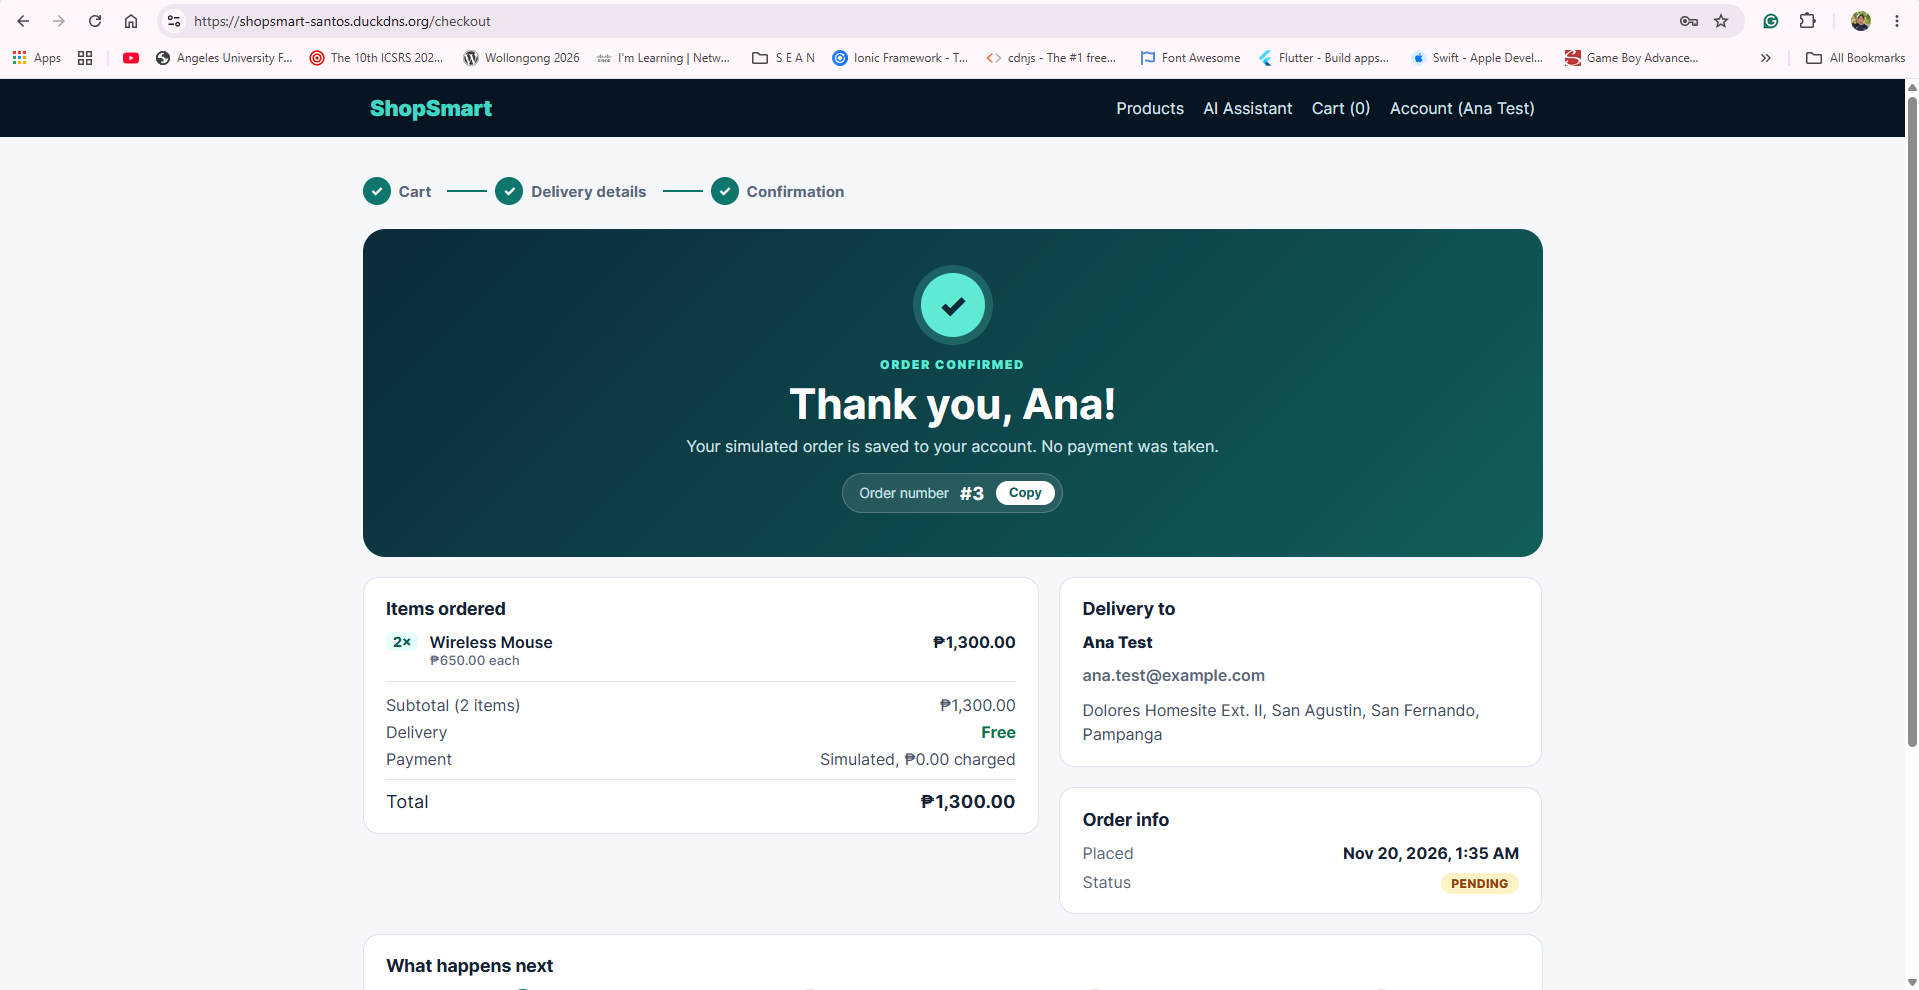 https://shopsmart-santos.duckdns.org/checkout
Apps
Angeles University F...
The 10th ICSRS 202...
Wollongong 2026
I'm Learning | Netw...
S E A N
Ionic Framework - T...
cdnjs - The #1 free...
Font Awesome
Flutter - Build apps...
Swift - Apple Devel...
Game Boy Advance...
All Bookmarks
ShopSmart
Products
AI Assistant
Cart (0)
Account (Ana Test)
Cart
Delivery details
Confirmation
ORDER CONFIRMED
Thank you, Ana!
Your simulated order is saved to your account. No payment was taken.
Order number #3 Copy
Items ordered
2× Wireless Mouse ₱1,300.00
₱650.00 each
Subtotal (2 items) ₱1,300.00
Delivery Free
Payment Simulated, ₱0.00 charged
Total ₱1,300.00
Delivery to
Ana Test
ana.test@example.com
Dolores Homesite Ext. II, San Agustin, San Fernando,
Pampanga
Order info
Placed Nov 20, 2026, 1:35 AM
Status PENDING
What happens next